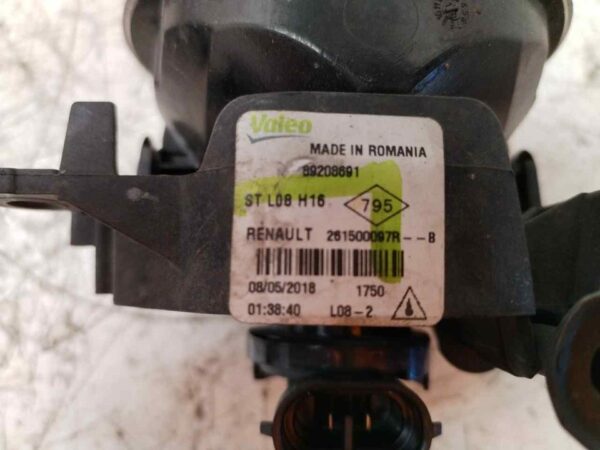 Valeo
MADE IN ROMANIA
89208691
ST L08 H16 795
RENAULT 261500097R--B
08/05/2018 1750
01:38:40 L08-2